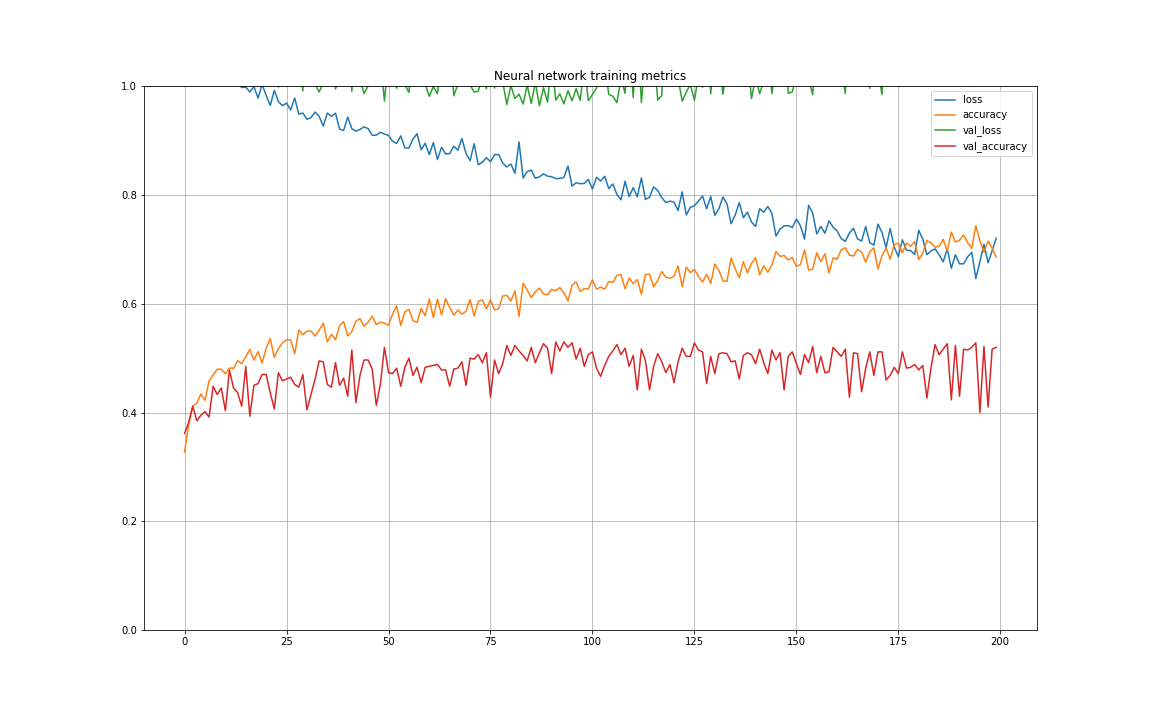 Neural network training metrics
1.0
0.8
0.6
0.4
0.2
0.0
loss
accuracy
val_loss
val_accuracy
0 25 50 75 100 125 150 175 200